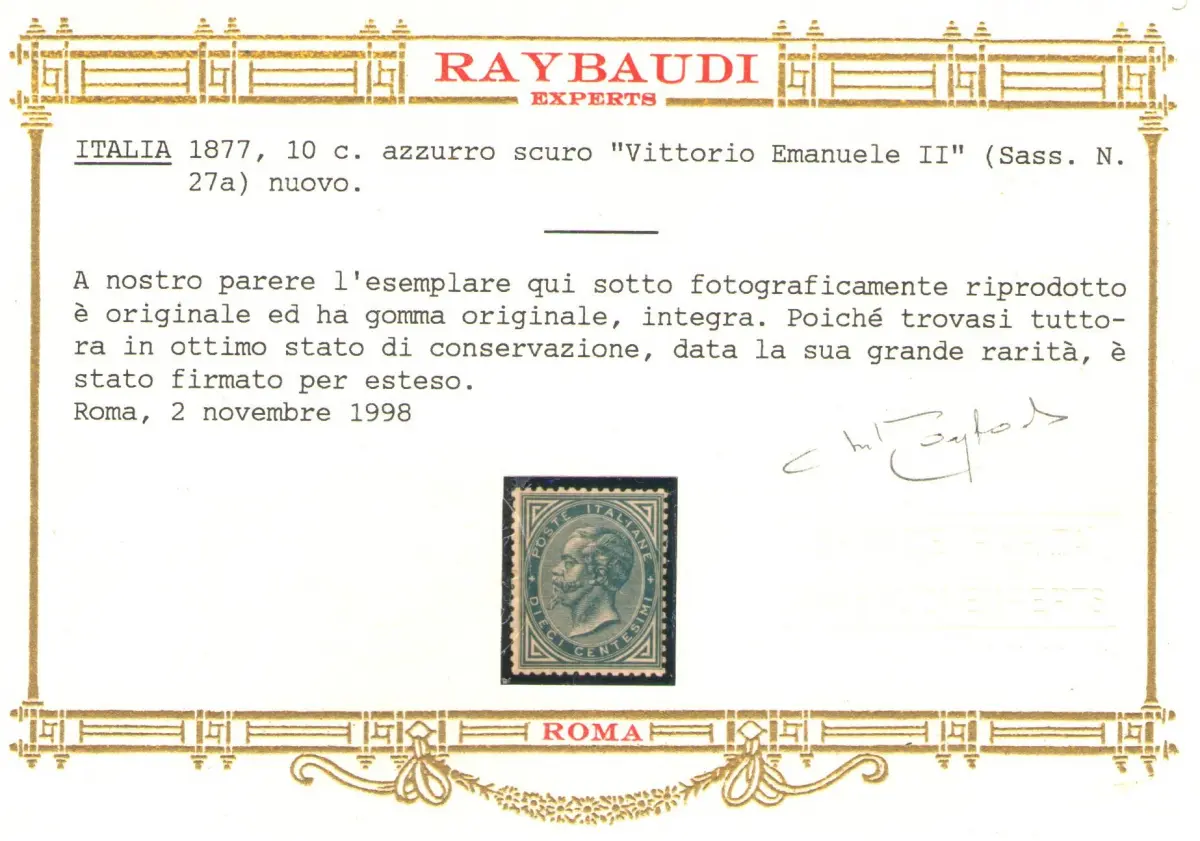 RAYBAUDI
EXPERTS
ITALIA 1877, 10 c. azzurro scuro "Vittorio Emanuele II" (Sass. N.
27a) nuovo.
A nostro parere l'esemplare qui sotto fotograficamente riprodotto
è originale ed ha gomma originale, integra. Poiché trovasi tutto-
ra in ottimo stato di conservazione, data la sua grande rarità, è
stato firmato per esteso.
Roma, 2 novembre 1998
POSTE ITALIANE
DIECI CENTESIMI
ROMA